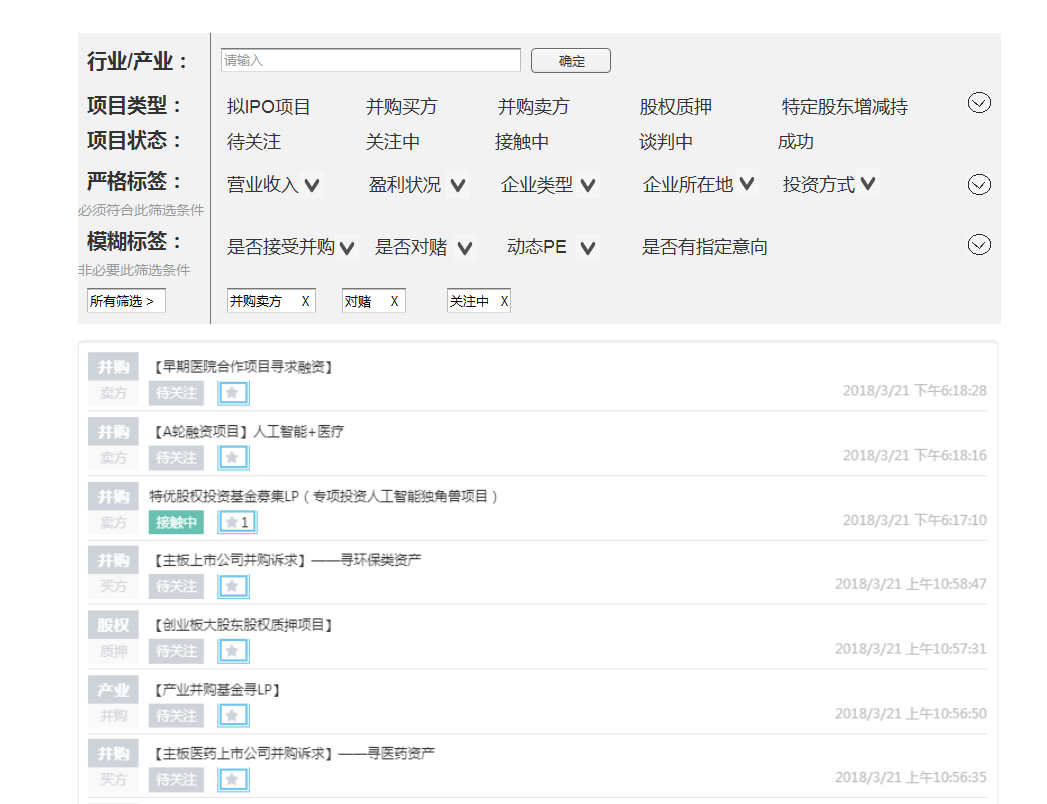 行业/产业： 请输入 确定
项目类型： 拟IPO项目 并购买方 并购卖方 股权质押 特定股东增减持
项目状态： 待关注 关注中 接触中 谈判中 成功
严格标签： 营业收入 盈利状况 企业类型 企业所在地 投资方式
必须符合此筛选条件
模糊标签： 是否接受并购 是否对赌 动态PE 是否有指定意向
非必要此筛选条件
所有筛选 > 并购卖方 X 对赌 X 关注中 X
并购 【早期医院合作项目寻求融资】
卖方 待关注 2018/3/21 下午6:18:28
并购 【A轮融资项目】人工智能+医疗
卖方 待关注 2018/3/21 下午6:18:16
并购 特优股权投资基金募集LP（专项投资人工智能独角兽项目）
卖方 接触中 1 2018/3/21 下午6:17:10
并购 【主板上市公司并购诉求】——寻环保类资产
买方 待关注 2018/3/21 上午10:58:47
股权 【创业板大股东股权质押项目】
质押 待关注 2018/3/21 上午10:57:31
产业 【产业并购基金寻LP】
并购 待关注 2018/3/21 上午10:56:50
并购 【主板医药上市公司并购诉求】——寻医药资产
买方 待关注 2018/3/21 上午10:56:35